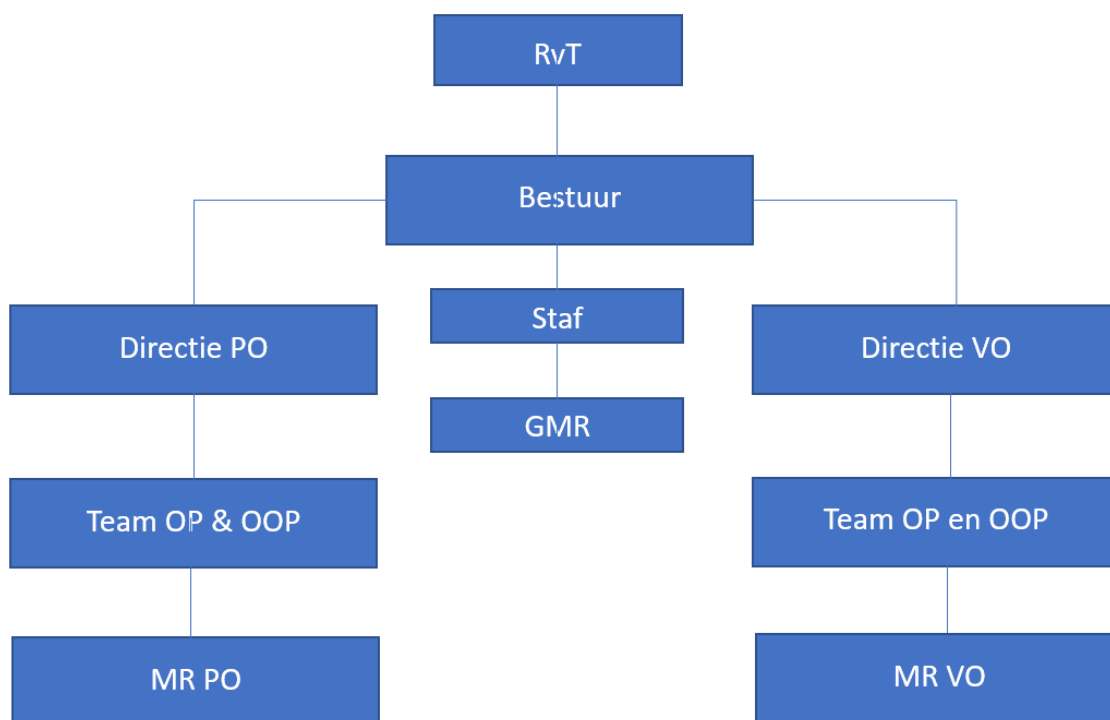 RvT
Bestuur
Staf
Directie PO
Directie VO
GMR
Team OP & OOP
Team OP en OOP
MR PO
MR VO